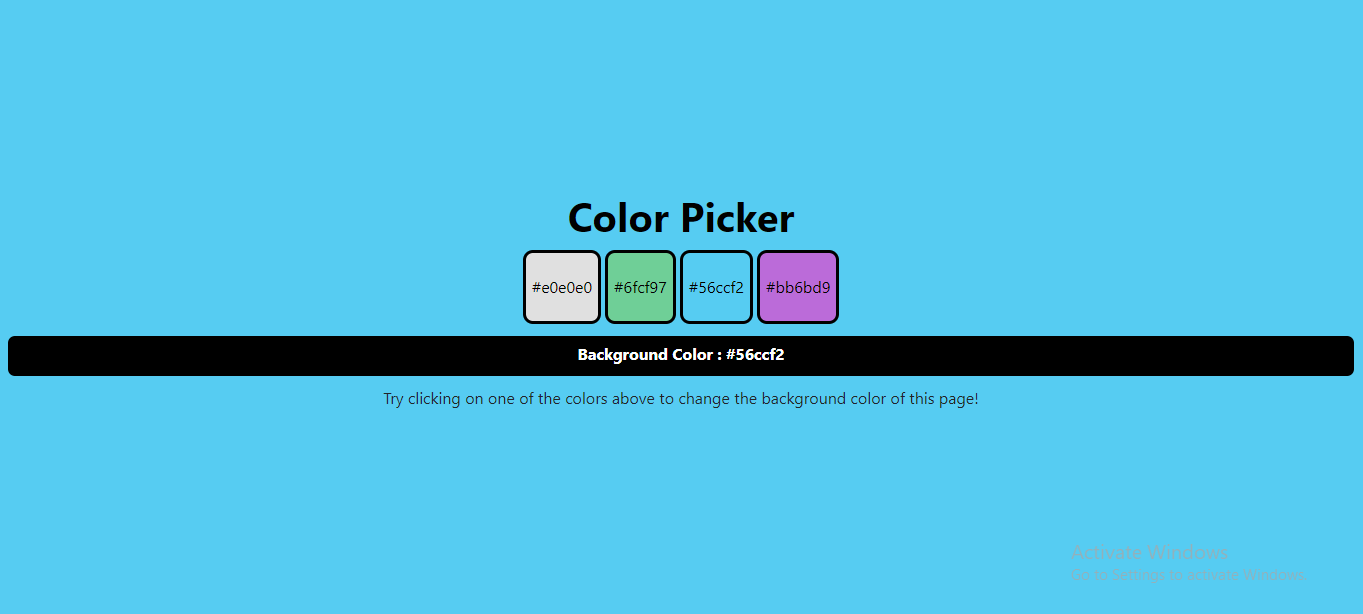 Color Picker
#e0e0e0 #6fcf97 #56ccf2 #bb6bd9
Background Color : #56ccf2
Try clicking on one of the colors above to change the background color of this page!
Activate Windows
Go to Settings to activate Windows.